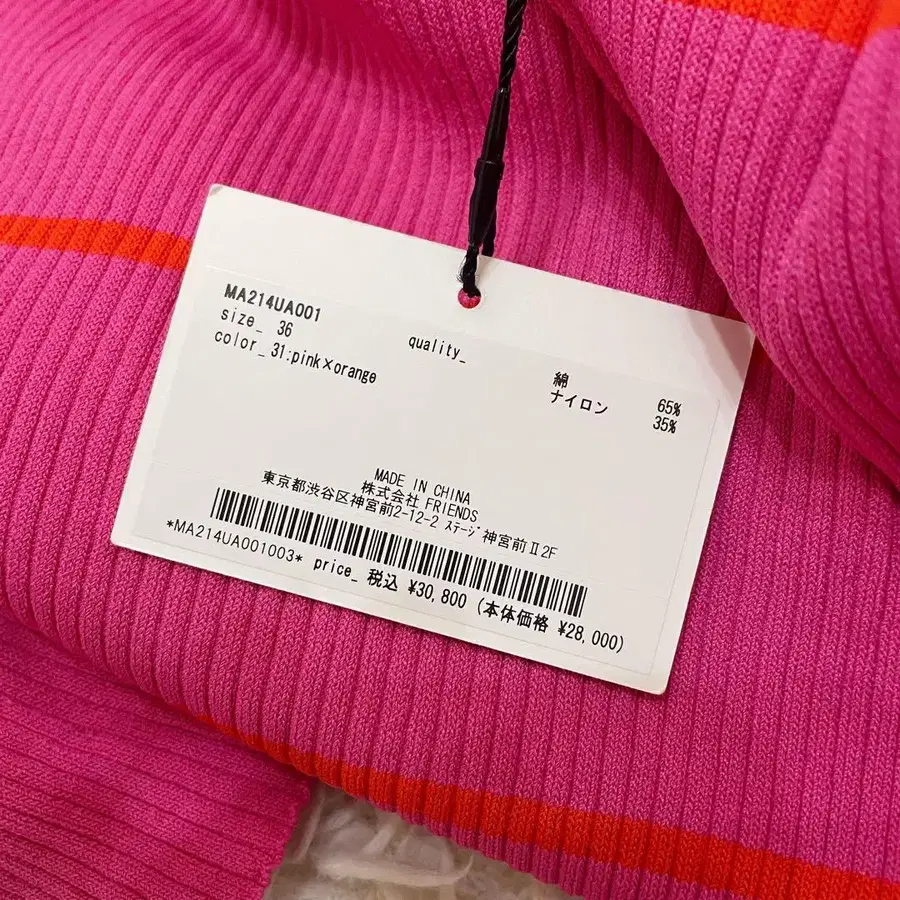 MA214UA001
size_ 36
color_ 31:pink×orange
quality_
綿 65%
ナイロン 35%
MADE IN CHINA
株式会社 FRIENDS
東京都渋谷区神宮前2-12-2 ｽﾃｰｼﾞ神宮前Ⅱ2F
*MA214UA001003* price_ 税込 ¥30,800 (本体価格 ¥28,000)